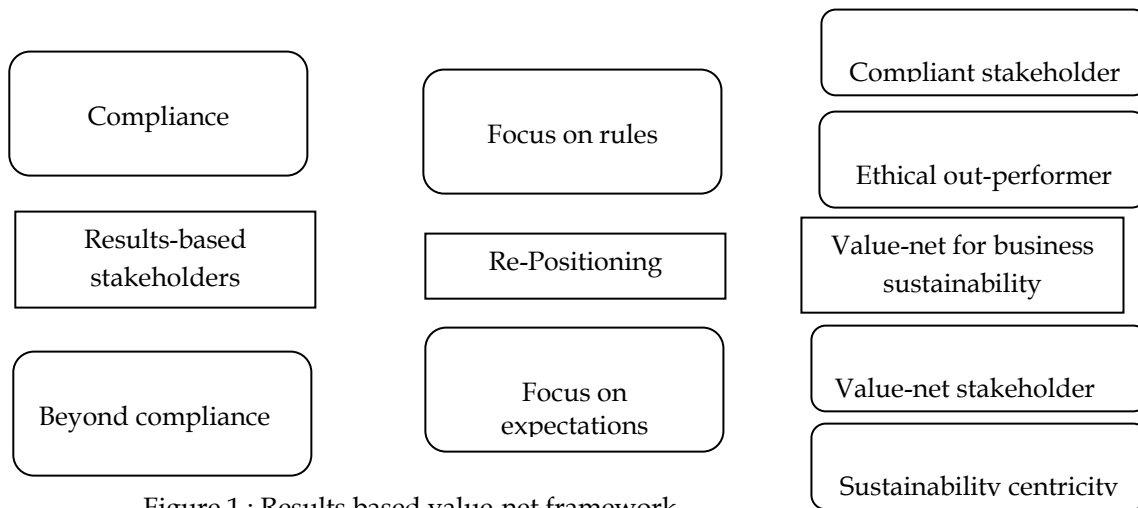 Compliance
Results-based
stakeholders
Beyond compliance
Focus on rules
Re-Positioning
Focus on
expectations
Compliant stakeholder
Ethical out-performer
Value-net for business
sustainability
Value-net stakeholder
Sustainability centricity
Figure 1 : Results based value-net framework